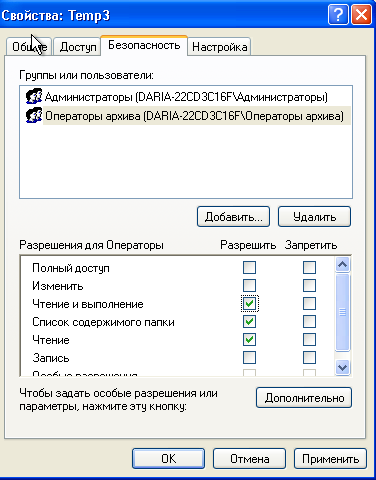 Свойства: Temp3
Общие Доступ Безопасность Настройка
Группы или пользователи:
Администраторы (DARIA-22CD3C16F\Администраторы)
Операторы архива (DARIA-22CD3C16F\Операторы архива)
Добавить... Удалить
Разрешения для Операторы Разрешить Запретить
Полный доступ
Изменить
Чтение и выполнение
Список содержимого папки
Чтение
Запись
Особые разрешения
Чтобы задать особые разрешения или
параметры, нажмите эту кнопку: Дополнительно
OK Отмена Применить